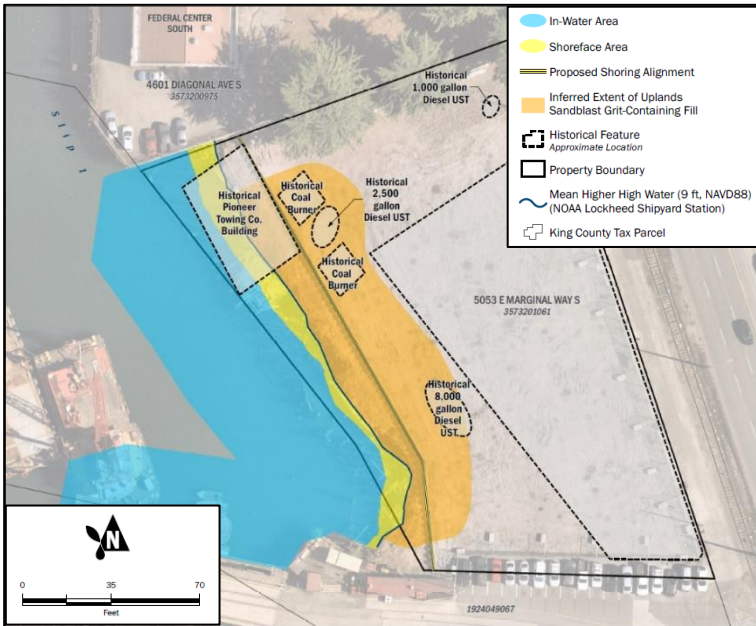 FEDERAL CENTER
SOUTH
4601 DIAGONAL AVE S
3573200975
Slip 1
Historical
1,000 gallon
Diesel UST
In-Water Area
Shoreface Area
Proposed Shoring Alignment
Inferred Extent of Uplands
Sandblast Grit-Containing Fill
Historical Feature
Approximate Location
Property Boundary
Mean Higher High Water (9 ft, NAVD88)
(NOAA Lockheed Shipyard Station)
King County Tax Parcel
Historical
Pioneer
Towing Co.
Building
Historical
Coal
Burner
Historical
2,500
gallon
Diesel UST
Historical
Coal
Burner
5053 E MARGINAL WAY S
3573201061
Historical
8,000
gallon
Diesel
UST
N
0 35 70
Feet
1924049067